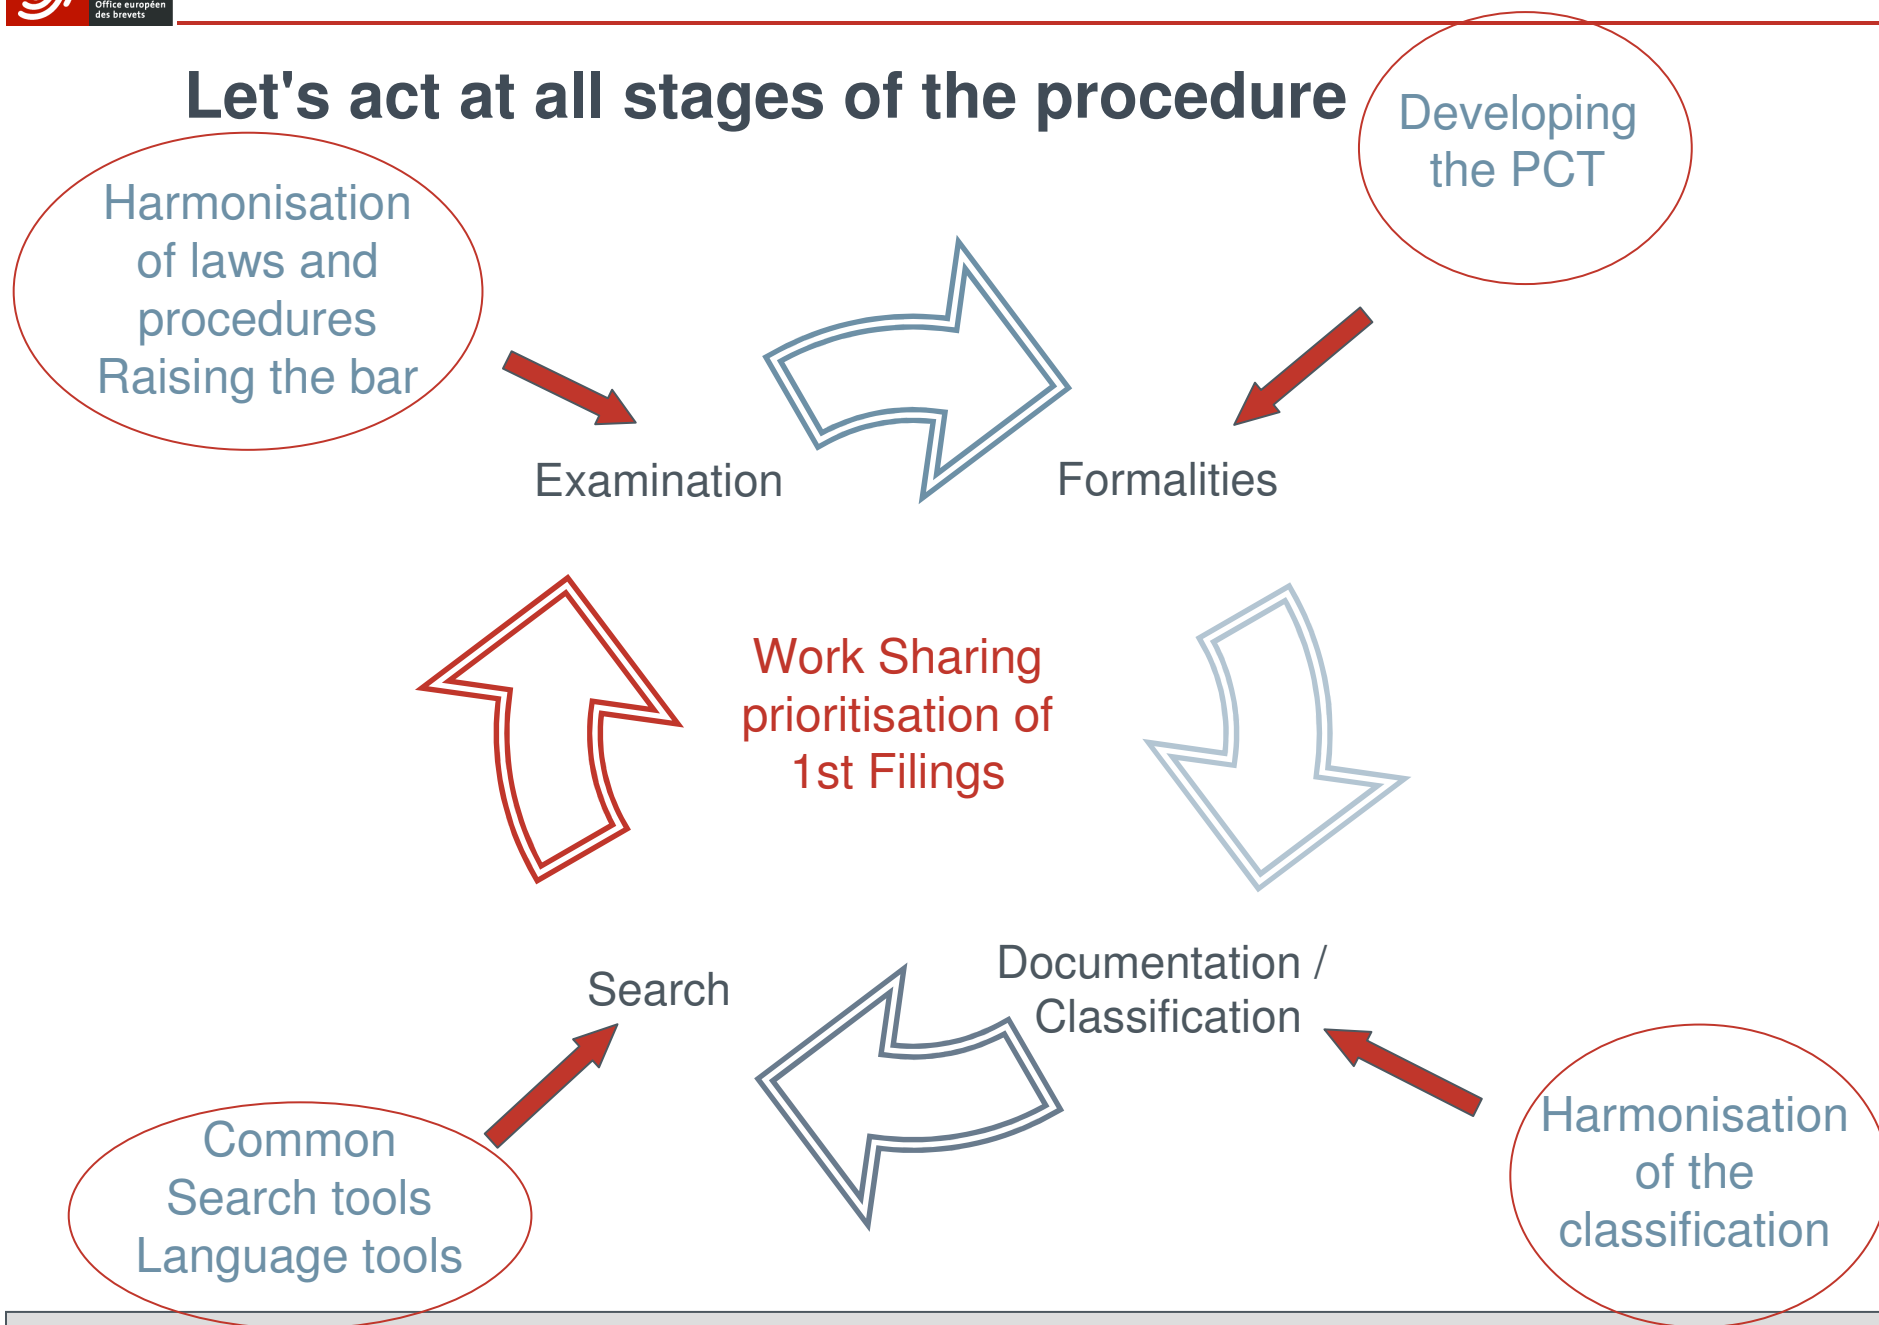 Office européen
des brevets
Let's act at all stages of the procedure
Developing
the PCT
Harmonisation
of laws and
procedures
Raising the bar
Examination
Formalities
Work Sharing
prioritisation of
1st Filings
Search
Documentation /
Classification
Common
Search tools
Language tools
Harmonisation
of the
classification